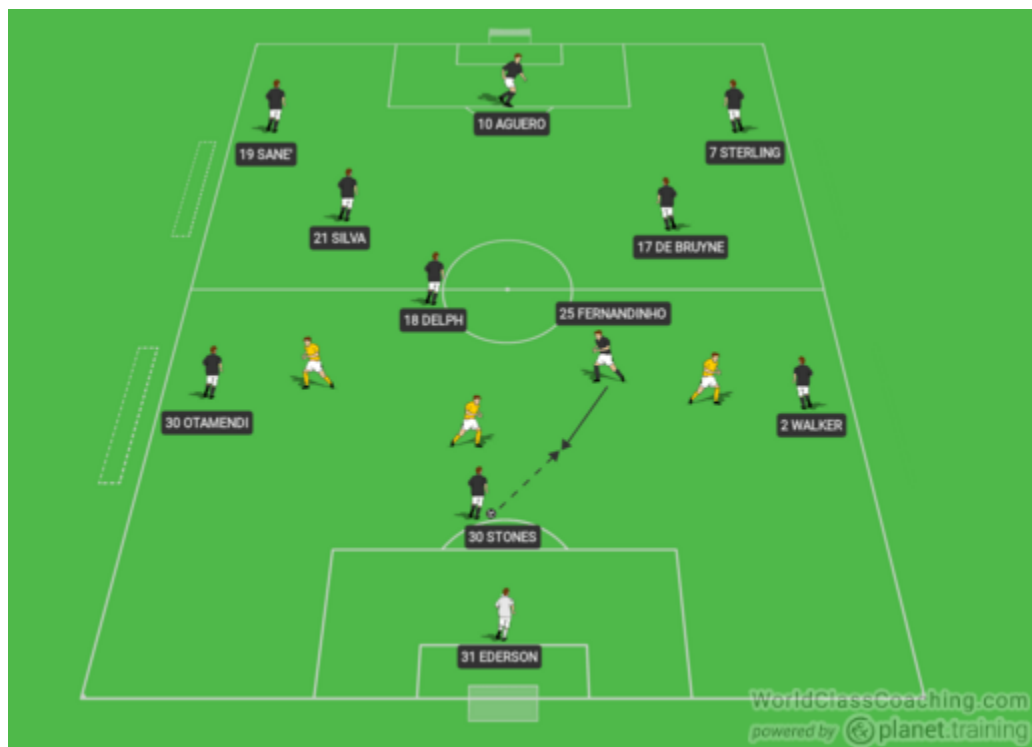 10 AGUERO
19 SANE'
7 STERLING
21 SILVA
17 DE BRUYNE
18 DELPH
25 FERNANDINHO
30 OTAMENDI
2 WALKER
30 STONES
31 EDERSON
WorldClassCoaching.com
powered by planet.training